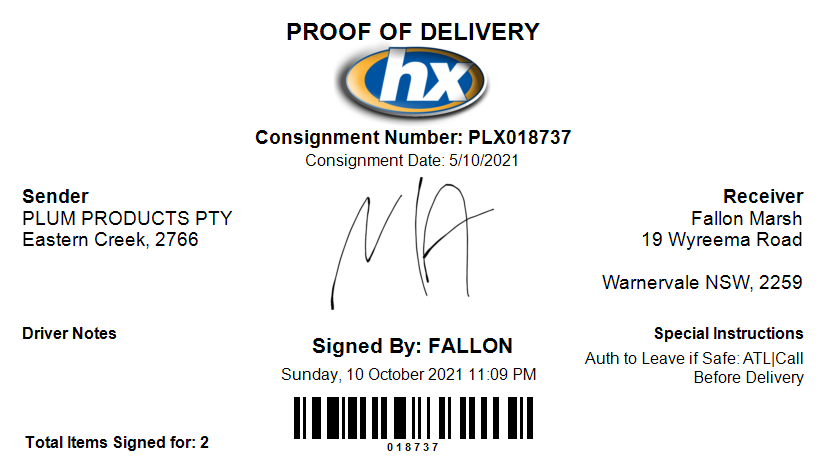 PROOF OF DELIVERY
hx
Consignment Number: PLX018737
Consignment Date: 5/10/2021
Sender
PLUM PRODUCTS PTY
Eastern Creek, 2766
Receiver
Fallon Marsh
19 Wyreema Road
Warnervale NSW, 2259
Driver Notes
Signed By: FALLON
Sunday, 10 October 2021 11:09 PM
Special Instructions
Auth to Leave if Safe: ATL|Call
Before Delivery
018737
Total Items Signed for: 2